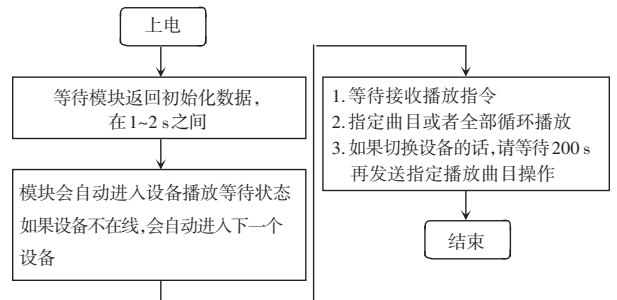 上电
等待模块返回初始化数据，
在1~2 s之间
模块会自动进入设备播放等待状态
如果设备不在线,会自动进入下一个
设备
1.等待接收播放指令
2.指定曲目或者全部循环播放
3.如果切换设备的话,请等待200 s
再发送指定播放曲目操作
结束